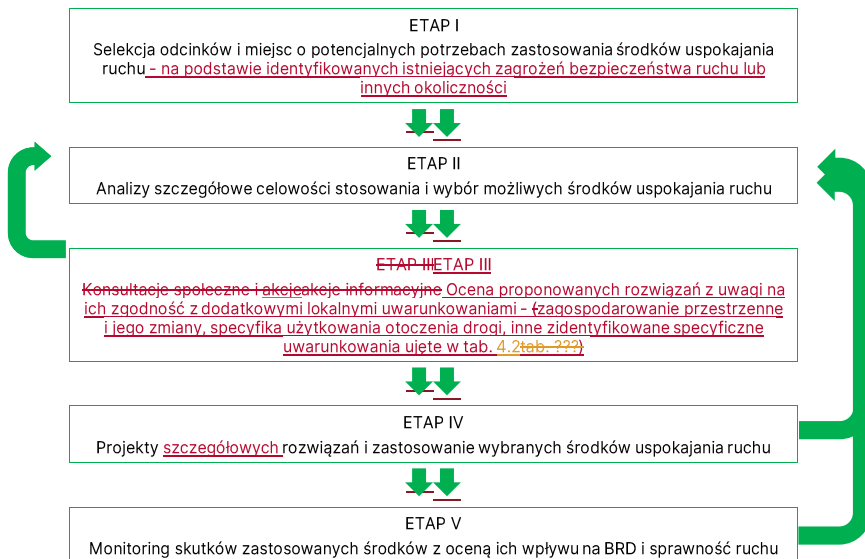 ETAP I
Selekcja odcinków i miejsc o potencjalnych potrzebach zastosowania środków uspokajania
ruchu - na podstawie identyfikowanych istniejących zagrożeń bezpieczeństwa ruchu lub
innych okoliczności
ETAP II
Analizy szczegółowe celowości stosowania i wybór możliwych środków uspokajania ruchu
ETAP IIIETAP III
Konsultacje społeczne i akcjeakcje informacyjne Ocena proponowanych rozwiązań z uwagi na
ich zgodność z dodatkowymi lokalnymi uwarunkowaniami - (zagospodarowanie przestrzenne
i jego zmiany, specyfika użytkowania otoczenia drogi, inne zidentyfikowane specyficzne
uwarunkowania ujęte w tab. 4.2tab. ???)
ETAP IV
Projekty szczegółowych rozwiązań i zastosowanie wybranych środków uspokajania ruchu
ETAP V
Monitoring skutków zastosowanych środków z oceną ich wpływu na BRD i sprawność ruchu